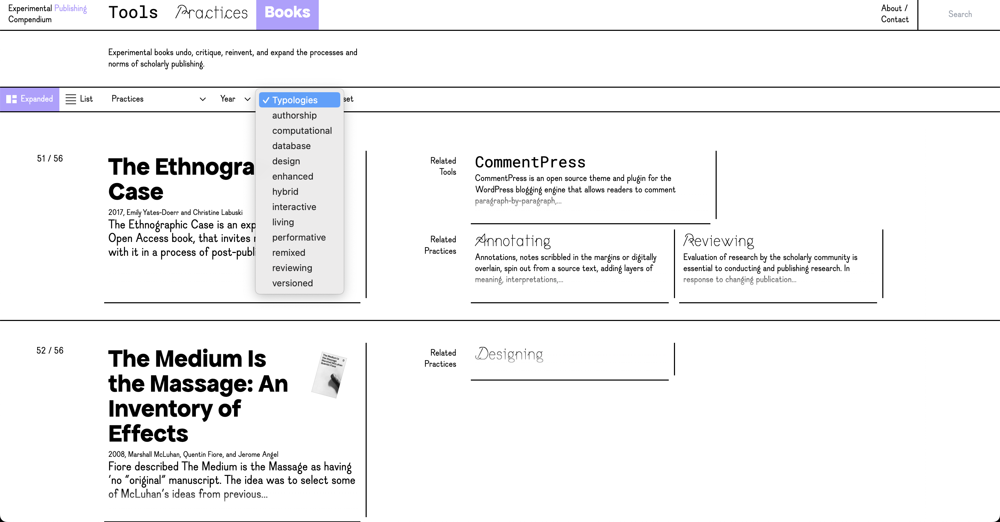 Experimental Publishing
Compendium
Tools
Practices
Books
About /
Contact
Search
Experimental books undo, critique, reinvent, and expand the processes and
norms of scholarly publishing.
Expanded
List
Practices
Year
set
✓ Typologies
authorship
computational
database
design
enhanced
hybrid
interactive
living
performative
remixed
reviewing
versioned
51 / 56
The Ethnogra
Case
2017, Emily Yates-Doerr and Christine Labuski
The Ethnographic Case is an exp
Open Access book, that invites r
with it in a process of post-publi
Related
Tools
CommentPress
CommentPress is an open source theme and plugin for the
WordPress blogging engine that allows readers to comment
paragraph-by-paragraph,...
Related
Practices
Annotating
Annotations, notes scribbled in the margins or digitally
overlain, spin out from a source text, adding layers of
meaning, interpretations,...
Reviewing
Evaluation of research by the scholarly community is
essential to conducting and publishing research. In
response to changing publication...
52 / 56
The Medium Is
the Massage: An
Inventory of
Effects
The Medium is
the Massage
Marshall McLuhan
Quentin Fiore
2008, Marshall McLuhan, Quentin Fiore, and Jerome Angel
Fiore described The Medium is the Massage as having
‘no “original” manuscript. The idea was to select some
of McLuhan’s ideas from previous...
Related
Practices
Designing